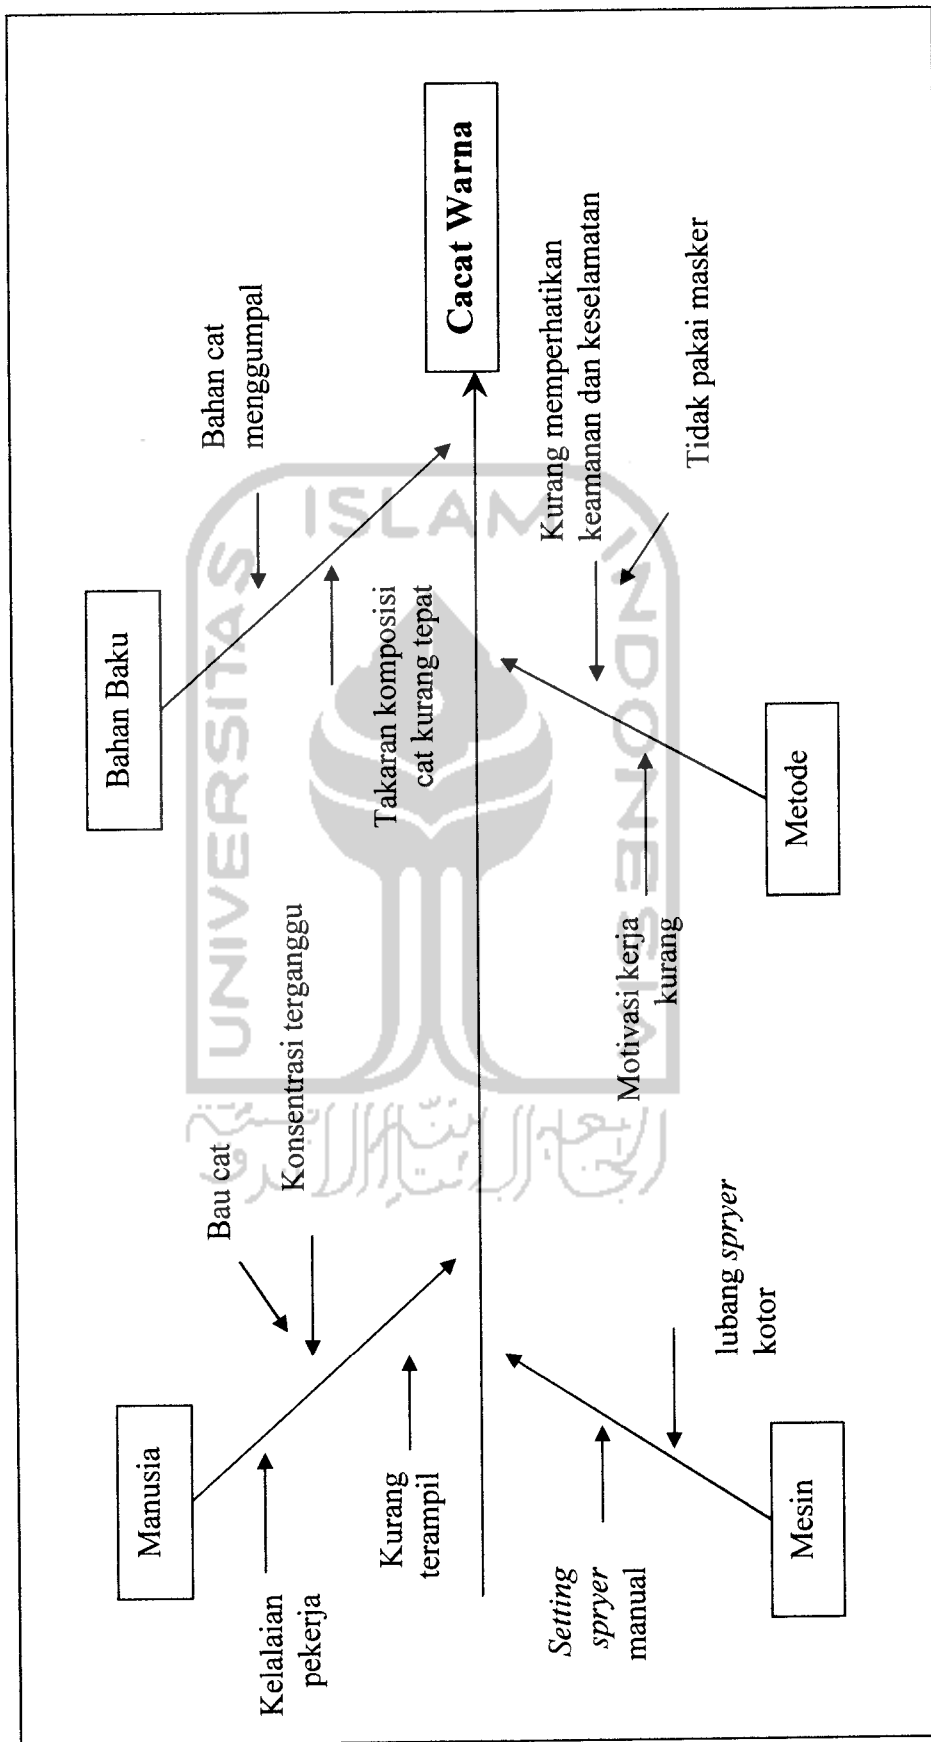 Manusia
Bahan Baku
Bau cat
Konsentrasi terganggu
Kelalaian
pekerja
Kurang
terampil
Bahan cat
menggumpal
Takaran komposisi
cat kurang tepat
Cacat Warna
Setting
spryer
manual
lubang spryer
kotor
Motivasi kerja
kurang
Kurang memperhatikan
keamanan dan keselamatan
Tidak pakai masker
Mesin
Metode
UNIVERSITAS
ISLAM
INDONESIA